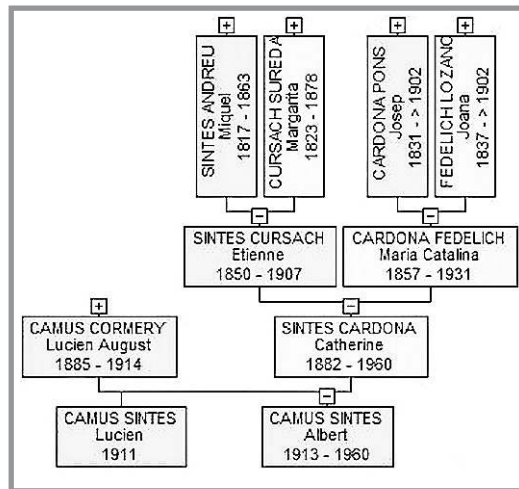 SINTES ANDREU
Miquel
1817 - 1863
CURSACH SUREDA
Margarita
1823 - 1878
CARDONA PONS
Josep
1831 - > 1902
FEDELICH LOZANO
Joana
1837 - > 1902
SINTES CURSACH
Etienne
1850 - 1907
CARDONA FEDELICH
Maria Catalina
1857 - 1931
CAMUS CORMERY
Lucien August
1885 - 1914
SINTES CARDONA
Catherine
1882 - 1960
CAMUS SINTES
Lucien
1911
CAMUS SINTES
Albert
1913 - 1960